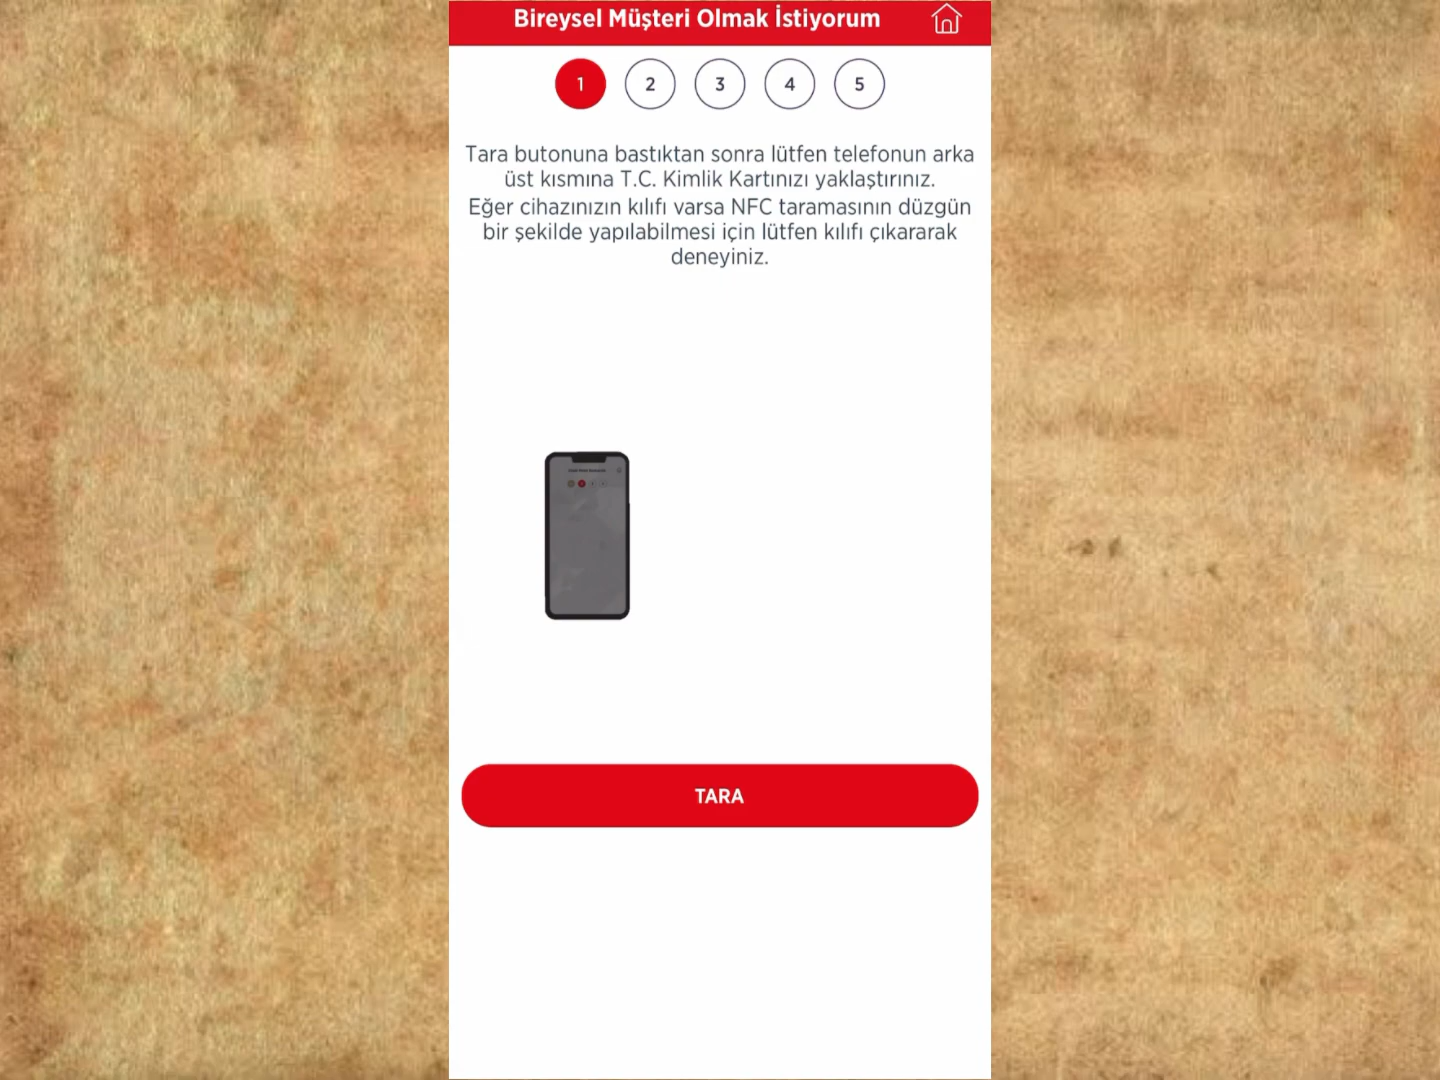 Bireysel Müşteri Olmak İstiyorum
1 2 3 4 5
Tara butonuna bastıktan sonra lütfen telefonun arka
üst kısmına T.C. Kimlik Kartınızı yaklaştırınız.
Eğer cihazınızın kılıfı varsa NFC taramasının düzgün
bir şekilde yapılabilmesi için lütfen kılıfı çıkararak
deneyiniz.
TARA